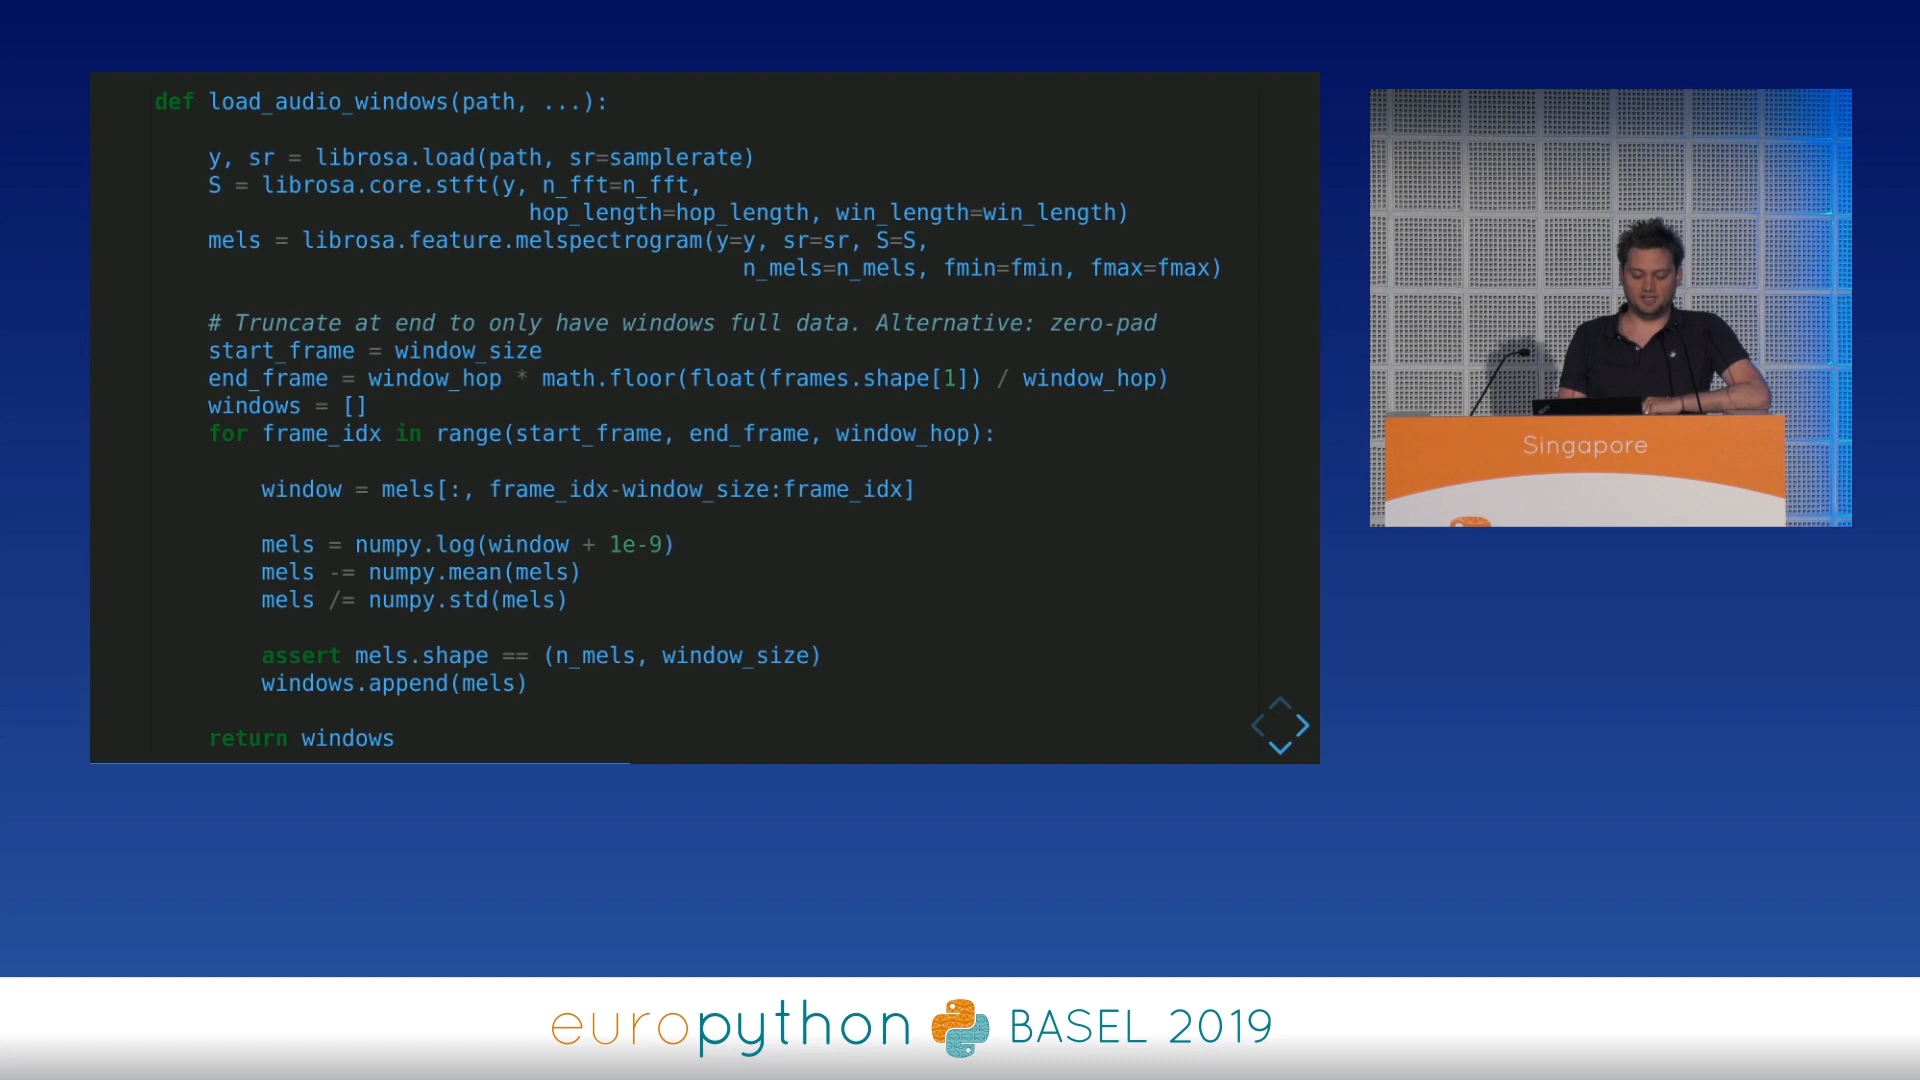 def load_audio_windows(path, ...):
y, sr = librosa.load(path, sr=samplerate)
S = librosa.core.stft(y, n_fft=n_fft,
hop_length=hop_length, win_length=win_length)
mels = librosa.feature.melspectrogram(y=y, sr=sr, S=S,
n_mels=n_mels, fmin=fmin, fmax=fmax)
# Truncate at end to only have windows full data. Alternative: zero-pad
start_frame = window_size
end_frame = window_hop * math.floor(float(frames.shape[1]) / window_hop)
windows = []
for frame_idx in range(start_frame, end_frame, window_hop):
window = mels[:, frame_idx-window_size:frame_idx]
mels = numpy.log(window + 1e-9)
mels -= numpy.mean(mels)
mels /= numpy.std(mels)
assert mels.shape == (n_mels, window_size)
windows.append(mels)
return windows
Singapore
europython BASEL 2019